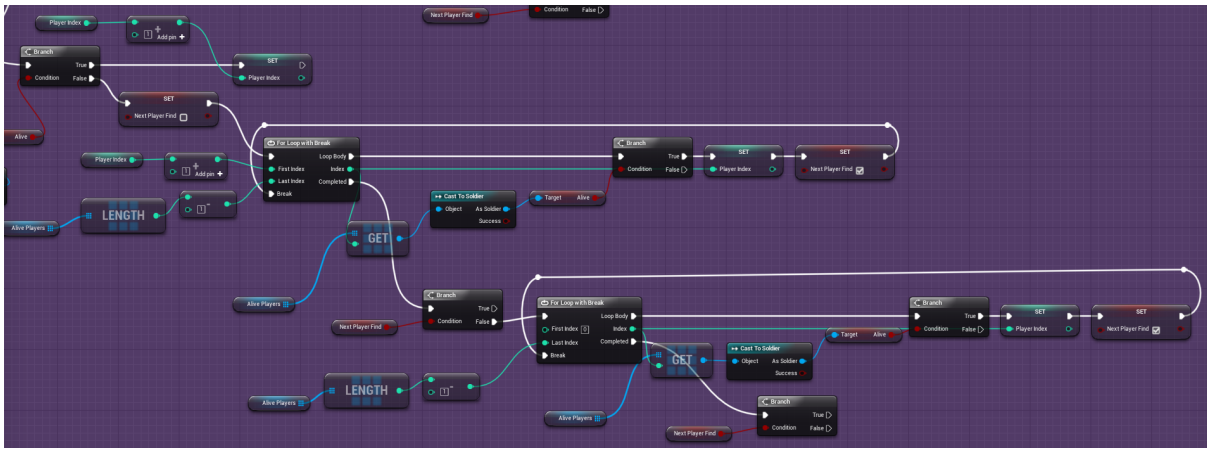 Next Player Find
Condition False
Player Index
1
+
Add pin +
Branch
True
Condition False
SET
Player Index
SET
Next Player Find
Alive
For Loop with Break
Loop Body
First Index Index
Last Index Completed
Break
Player Index
1
+
Add pin +
LENGTH
1 -
Alive Players
GET
Cast To Soldier
Object As Soldier
Success
Target Alive
Branch
True
Condition False
SET
Player Index
SET
Next Player Find
Alive Players
Branch
True
Condition False
Next Player Find
For Loop with Break
Loop Body
First Index 0 Index
Last Index Completed
Break
LENGTH
1 -
Alive Players
GET
Alive Players
Cast To Soldier
Object As Soldier
Success
Target Alive
Branch
True
Condition False
SET
Player Index
SET
Next Player Find
Branch
True
Condition False
Next Player Find